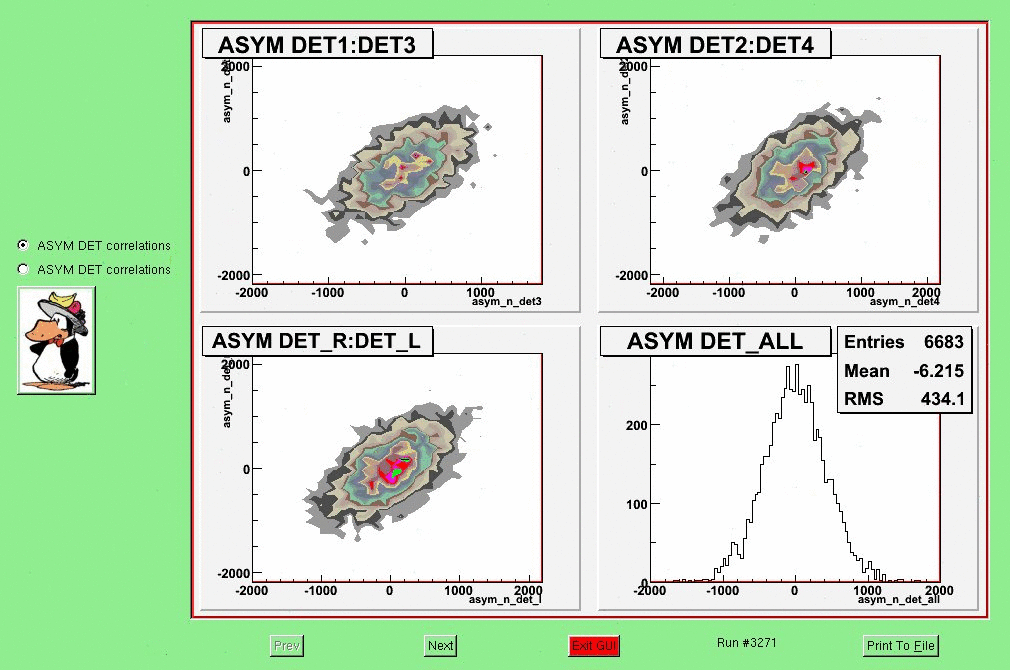 ASYM DET1:DET3
2000
0
-2000
-2000 -1000 0 1000
asym_n_det3
ASYM DET2:DET4
2000
0
-2000
-2000 -1000 0 1000 2000
asym_n_det4
ASYM DET correlations
ASYM DET correlations
ASYM DET_R:DET_L
2000
0
-2000
-2000 -1000 0 1000 2000
asym_n_det_l
ASYM DET_ALL
Entries 6683
Mean -6.215
RMS 434.1
200
100
0
-2000 -1000 0 1000 2000
asym_n_det_all
Prev
Next
Exit GUI
Run #3271
Print To File